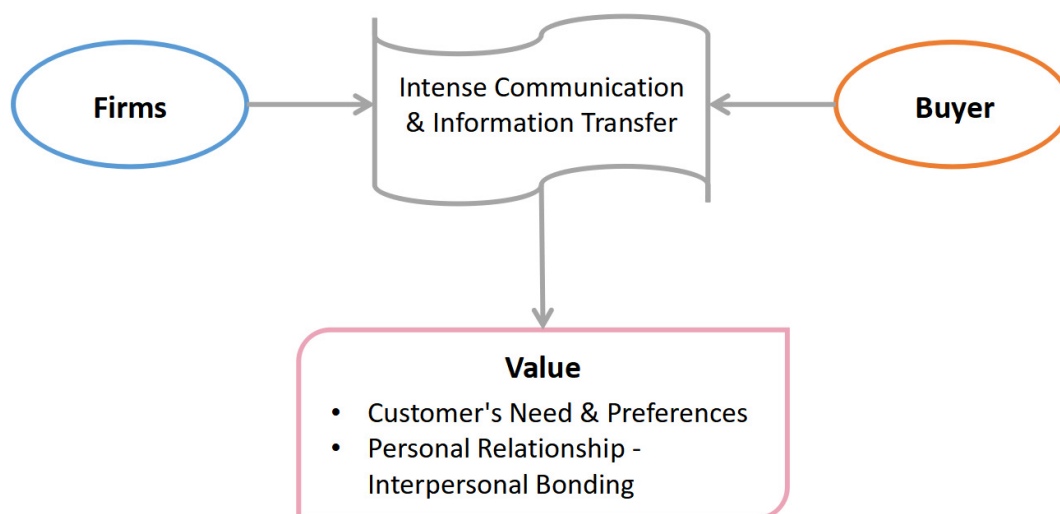 Firms
Intense Communication
& Information Transfer
Buyer
Value
• Customer's Need & Preferences
• Personal Relationship -
Interpersonal Bonding